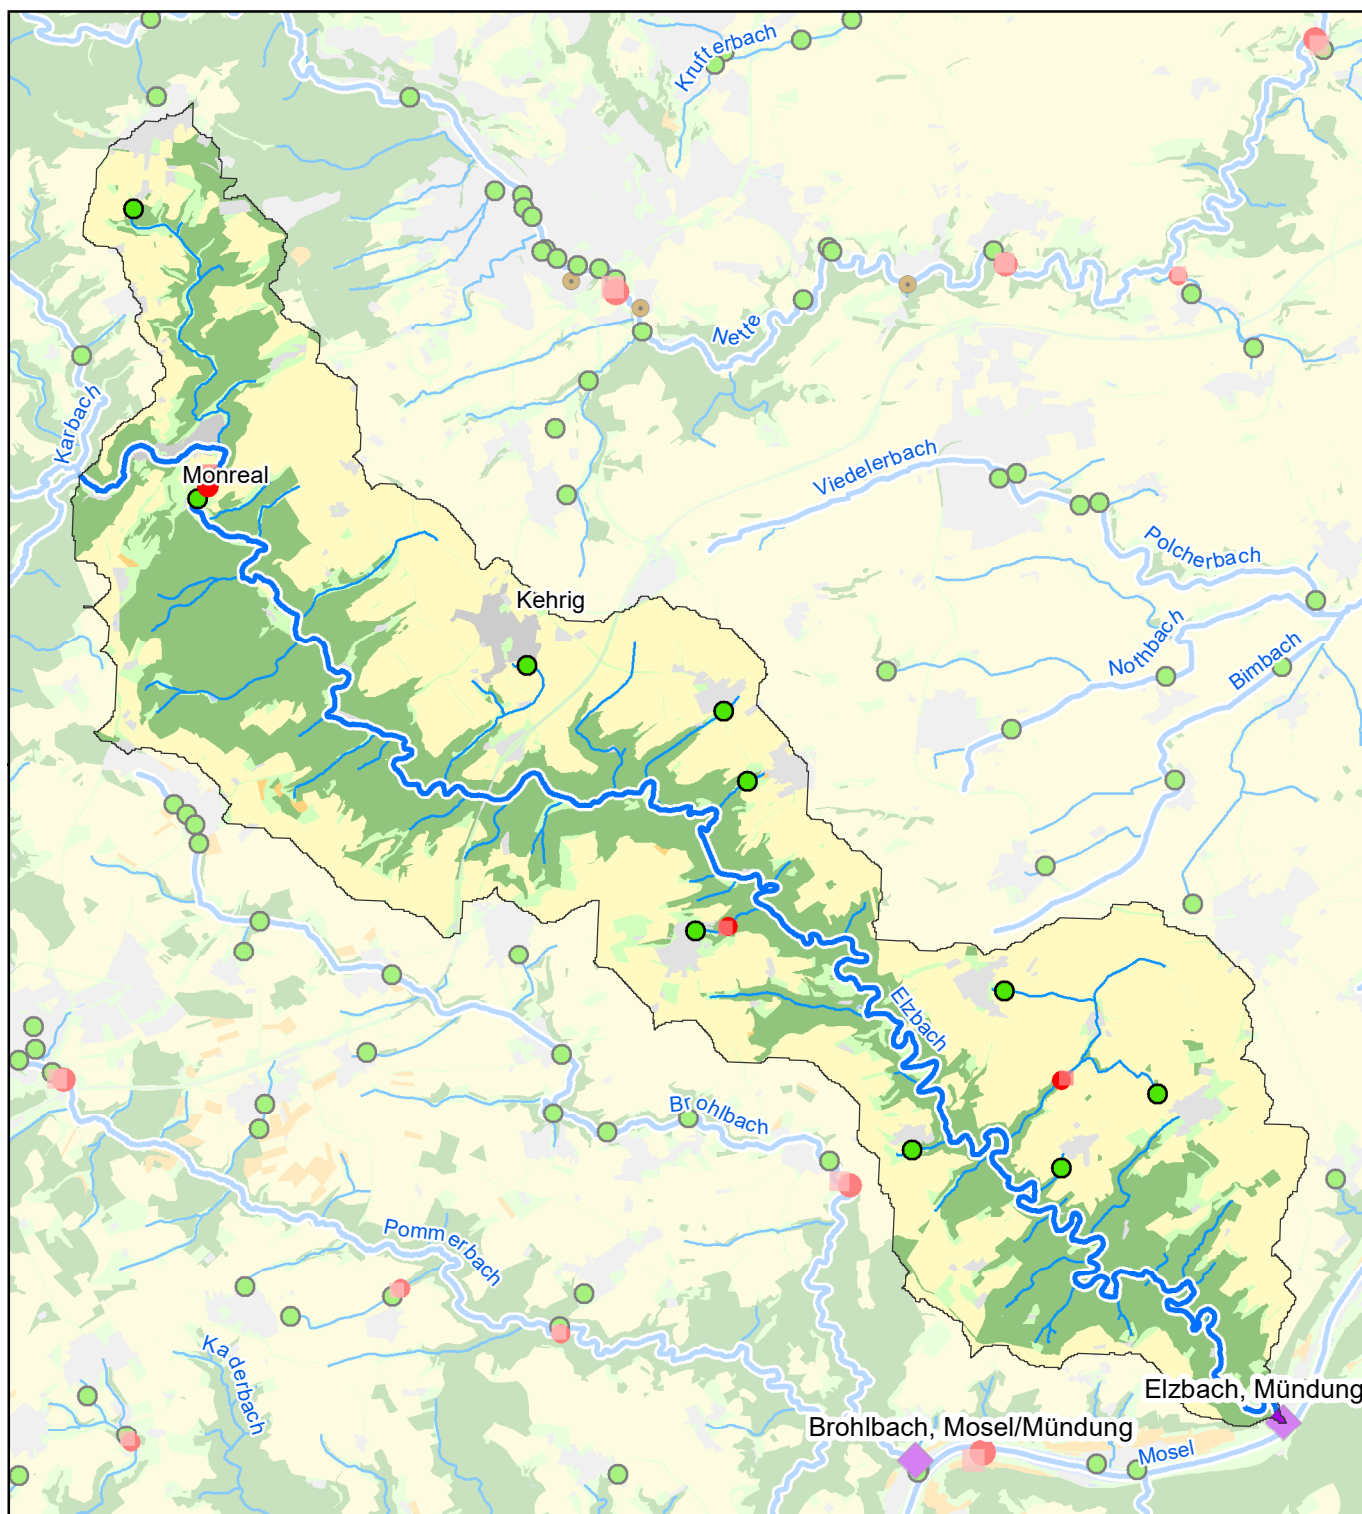 Krufterbach
Nette
Karbach
Monreal
Viedelerbach
Polcherbach
Kehrig
Nothbach
Bimbach
Elzbach
Brohlbach
Pommerbach
Kaderbach
Elzbach, Mündung
Brohlbach, Mosel/Mündung
Mosel